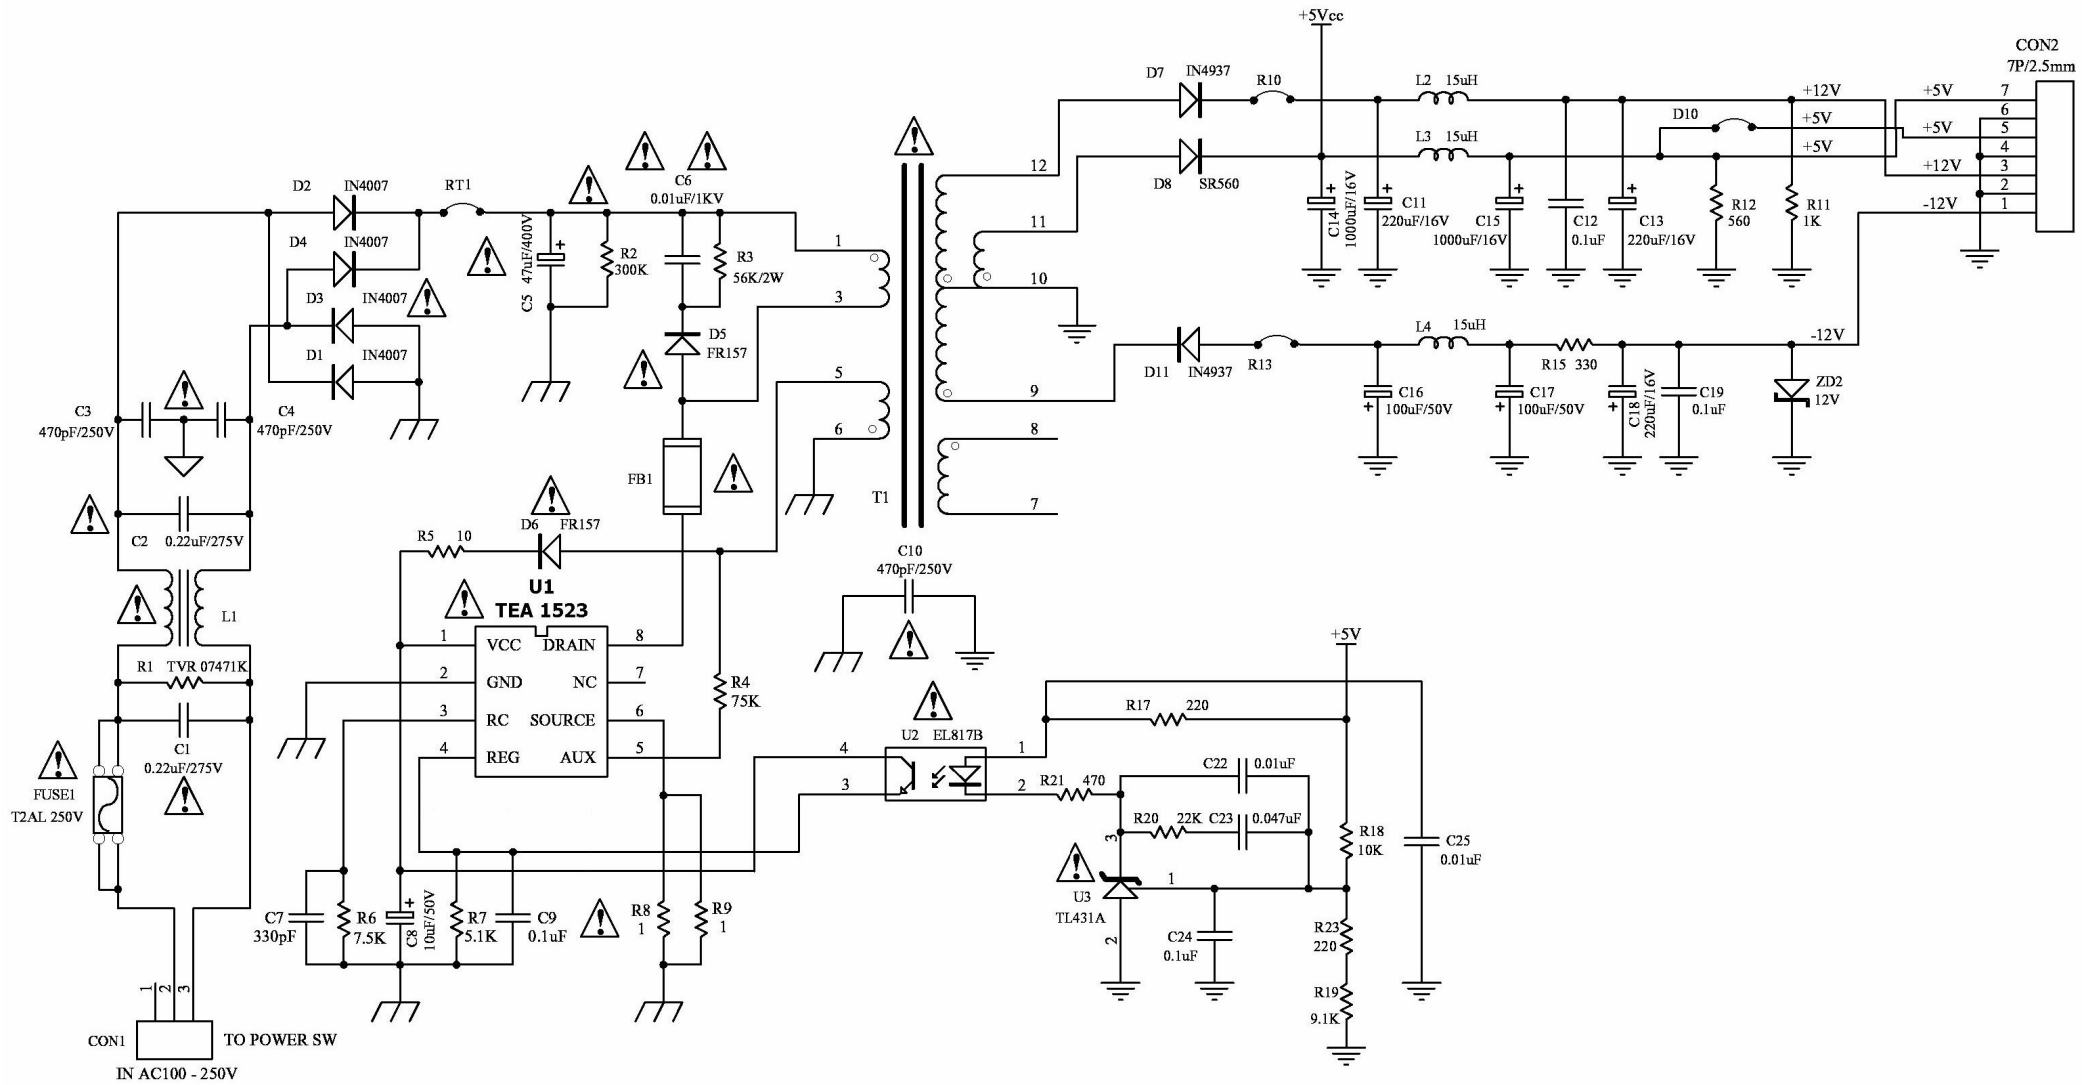 +5Vcc
CON2
7P/2.5mm
D7 IN4937
R10
L2 15uH
+12V
+5V
7
6
D10
+5V
+5V
5
L3 15uH
+5V
4
+12V
3
2
-12V
1
D8 SR560
12
11
10
C14
1000uF/16V
C11
220uF/16V
C15
1000uF/16V
C12
0.1uF
C13
220uF/16V
R12
560
R11
1K
C6
0.01uF/1KV
D2 IN4007
RT1
D4 IN4007
D3 IN4007
D1 IN4007
C5 47uF/400V
R2
300K
R3
56K/2W
1
3
D5
FR157
5
6
9
8
7
T1
D11 IN4937
R13
L4 15uH
R15 330
-12V
C16
100uF/50V
C17
100uF/50V
C18
220uF/16V
C19
0.1uF
ZD2
12V
C3
470pF/250V
C4
470pF/250V
C2 0.22uF/275V
FB1
R5 10
D6 FR157
U1
TEA 1523
1 VCC
2 GND
3 RC
4 REG
DRAIN 8
NC 7
SOURCE 6
AUX 5
R4
75K
C10
470pF/250V
L1
R1 TVR 07471K
C1
0.22uF/275V
FUSE1
T2AL 250V
U2 EL817B
4
3
1
2
+5V
R17 220
R21 470
C22 0.01uF
R20 22K C23 0.047uF
R18
10K
C25
0.01uF
3
1
2
U3
TL431A
C24
0.1uF
R23
220
R19
9.1K
C7
330pF
R6
7.5K
C8
10uF/50V
R7
5.1K
C9
0.1uF
R8
1
R9
1
1
2
3
CON1
TO POWER SW
IN AC100 - 250V